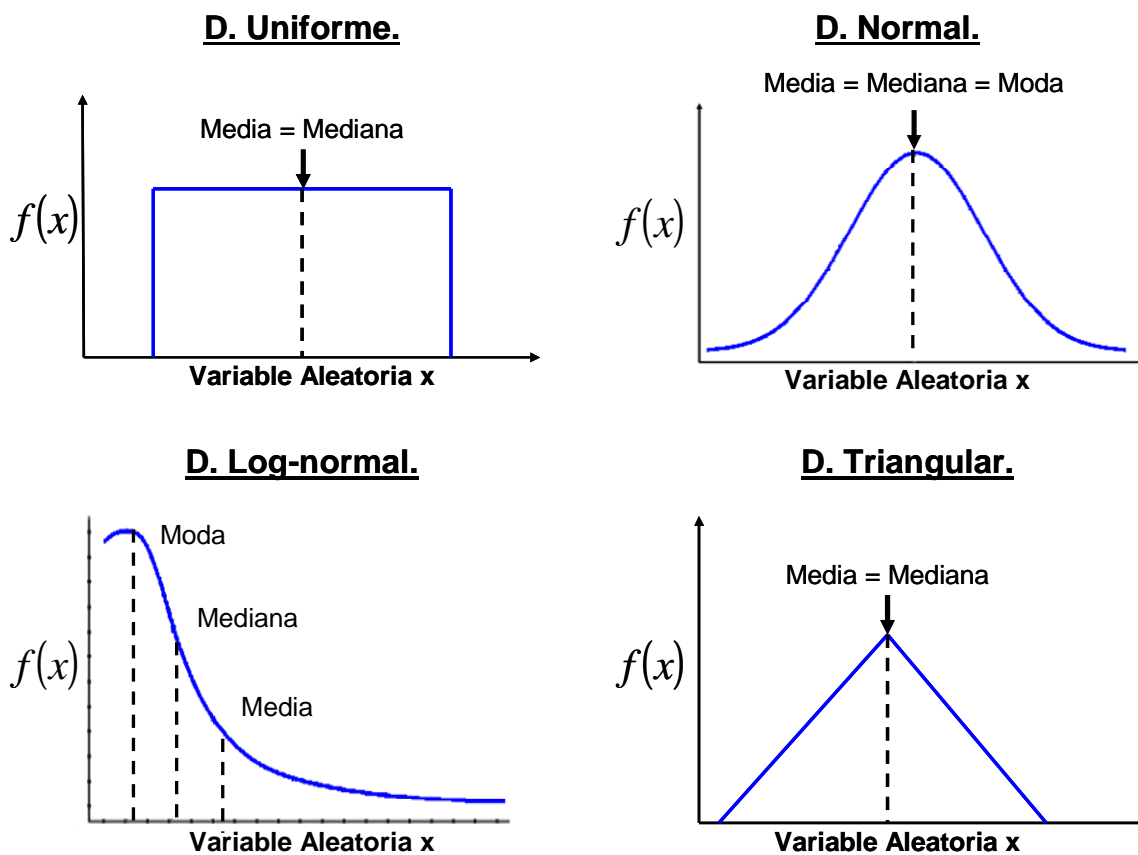 D. Uniforme.
Media = Mediana
f(x)
Variable Aleatoria x
D. Normal.
Media = Mediana = Moda
f(x)
Variable Aleatoria x
D. Log-normal.
Moda
Mediana
Media
f(x)
Variable Aleatoria x
D. Triangular.
Media = Mediana
f(x)
Variable Aleatoria x